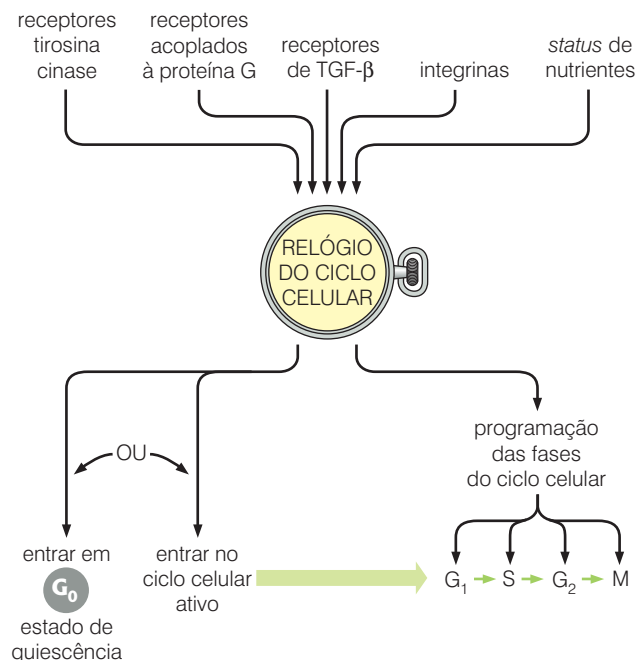 receptores
tirosina
cinase
receptores
acoplados
à proteína G
receptores
de TGF-β
integrinas
status de
nutrientes
RELÓGIO
DO CICLO
CELULAR
OU
programação
das fases
do ciclo celular
entrar em
G₀
estado de
quiescência
entrar no
ciclo celular
ativo
G₁ → S → G₂ → M